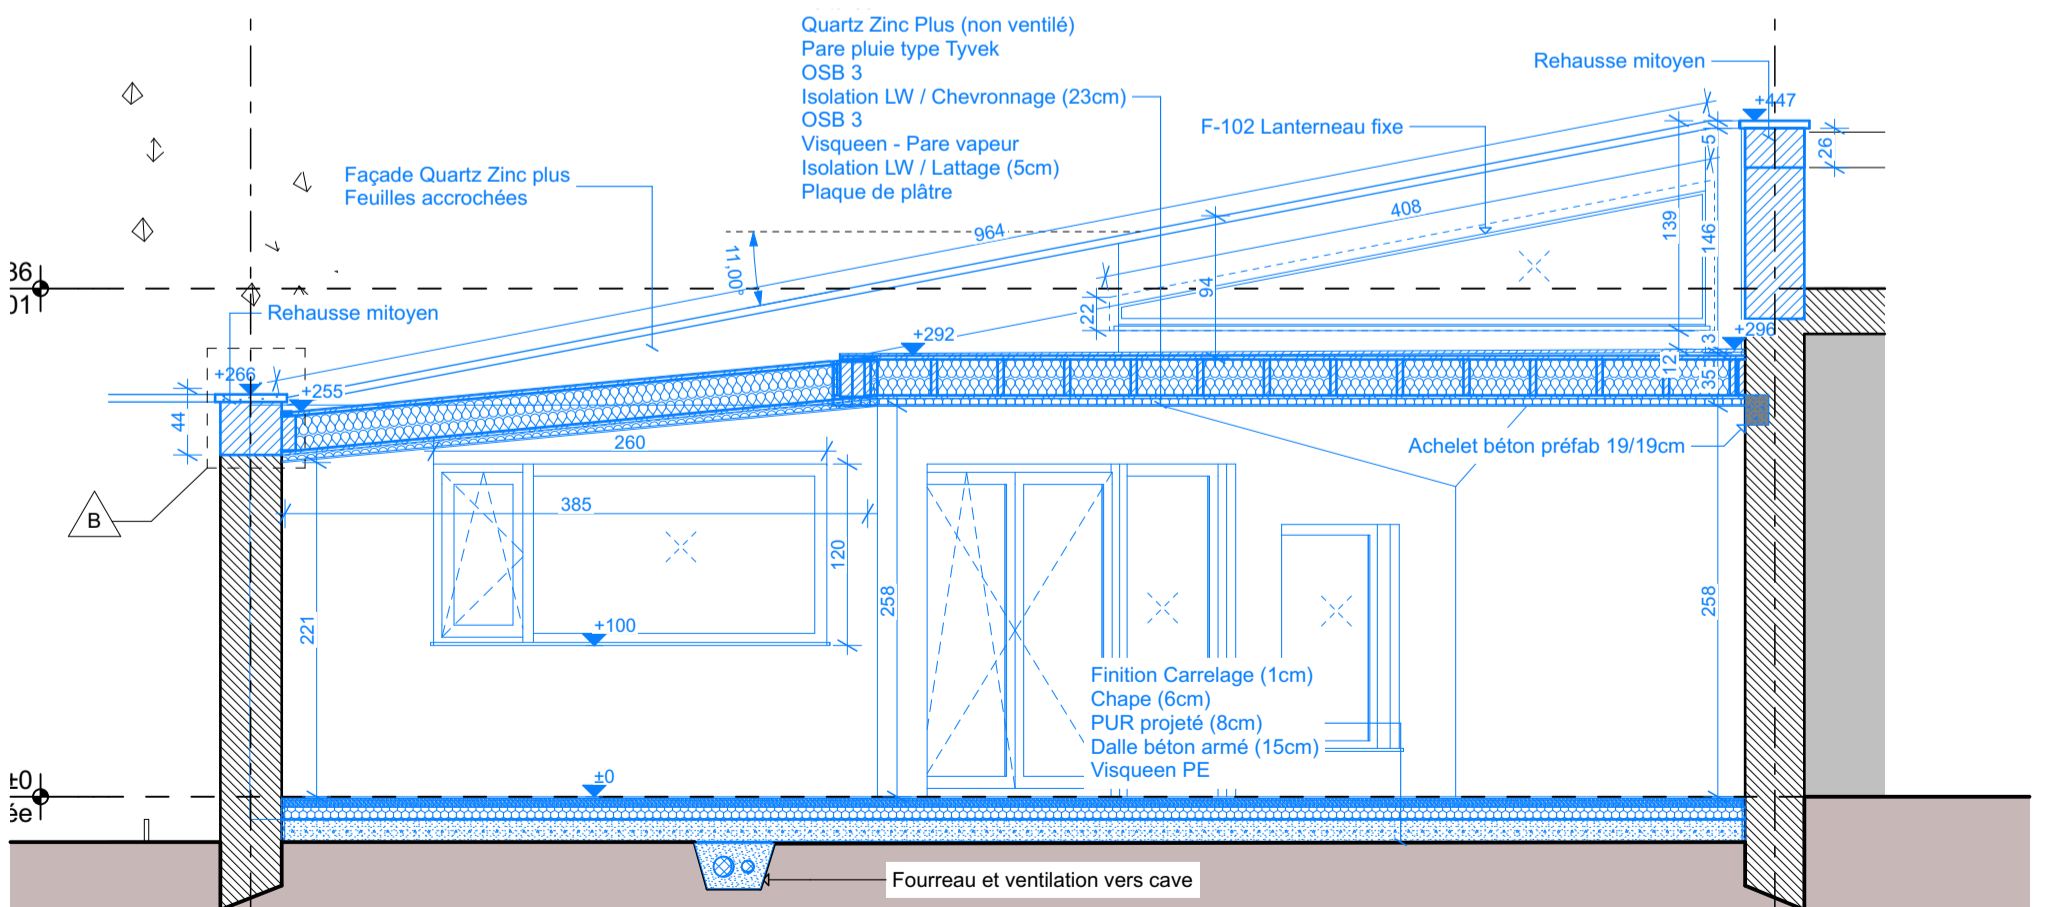 Quartz Zinc Plus (non ventilé)
Pare pluie type Tyvek
OSB 3
Isolation LW / Chevronnage (23cm)
OSB 3
Visqueen - Pare vapeur
Isolation LW / Lattage (5cm)
Plaque de plâtre
Rehausse mitoyen
+447
F-102 Lanterneau fixe
5
26
Façade Quartz Zinc plus
Feuilles accrochées
408
964
139
146
11,00°
94
36
01
22
Rehausse mitoyen
+292
+296
3
12
35
+266
+255
44
260
Achelet béton préfab 19/19cm
385
B
120
258
258
221
+100
Finition Carrelage (1cm)
Chape (6cm)
PUR projeté (8cm)
Dalle béton armé (15cm)
Visqueen PE
±0
±0
ée
Fourreau et ventilation vers cave